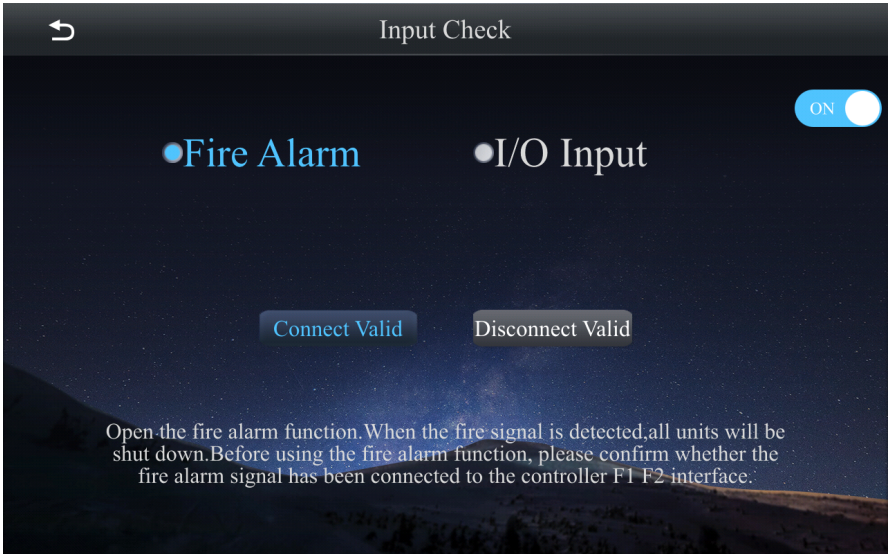 Input Check
ON
Fire Alarm
I/O Input
Connect Valid
Disconnect Valid
Open the fire alarm function.When the fire signal is detected,all units will be
shut down.Before using the fire alarm function, please confirm whether the
fire alarm signal has been connected to the controller F1 F2 interface.